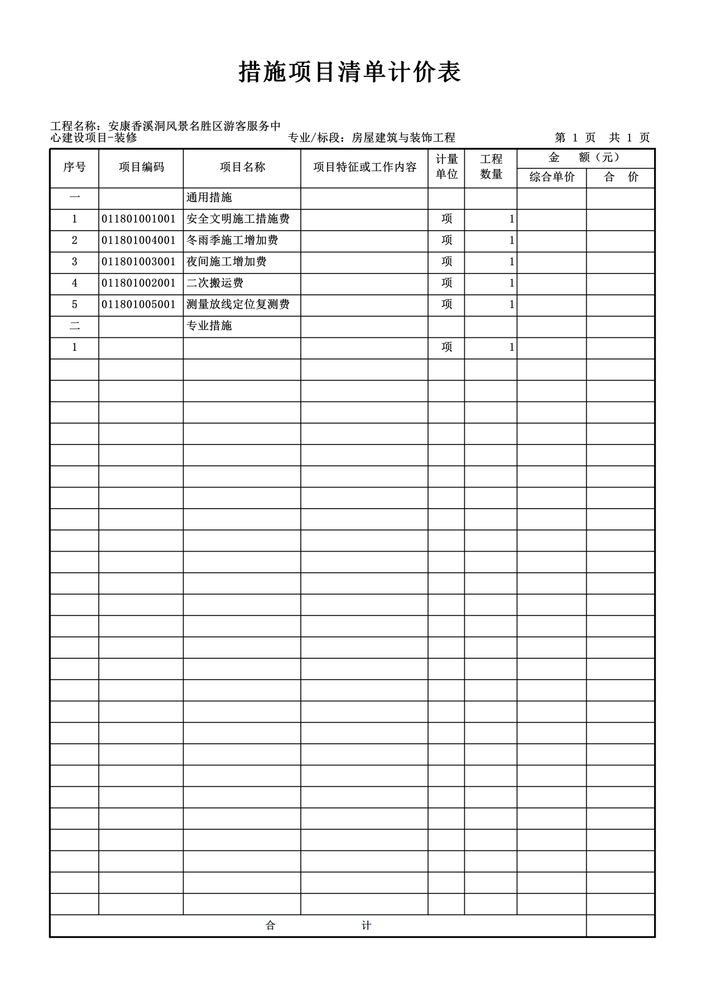 措施项目清单计价表
工程名称：安康香溪洞风景名胜区游客服务中
心建设项目-装修 专业/标段：房屋建筑与装饰工程 第 1 页 共 1 页
序号 项目编码 项目名称 项目特征或工作内容 计量单位 工程数量 金 额（元）
综合单价 合 价
一 通用措施
1 011801001001 安全文明施工措施费 项 1
2 011801004001 冬雨季施工增加费 项 1
3 011801003001 夜间施工增加费 项 1
4 011801002001 二次搬运费 项 1
5 011801005001 测量放线定位复测费 项 1
二 专业措施
1 项 1
合 计